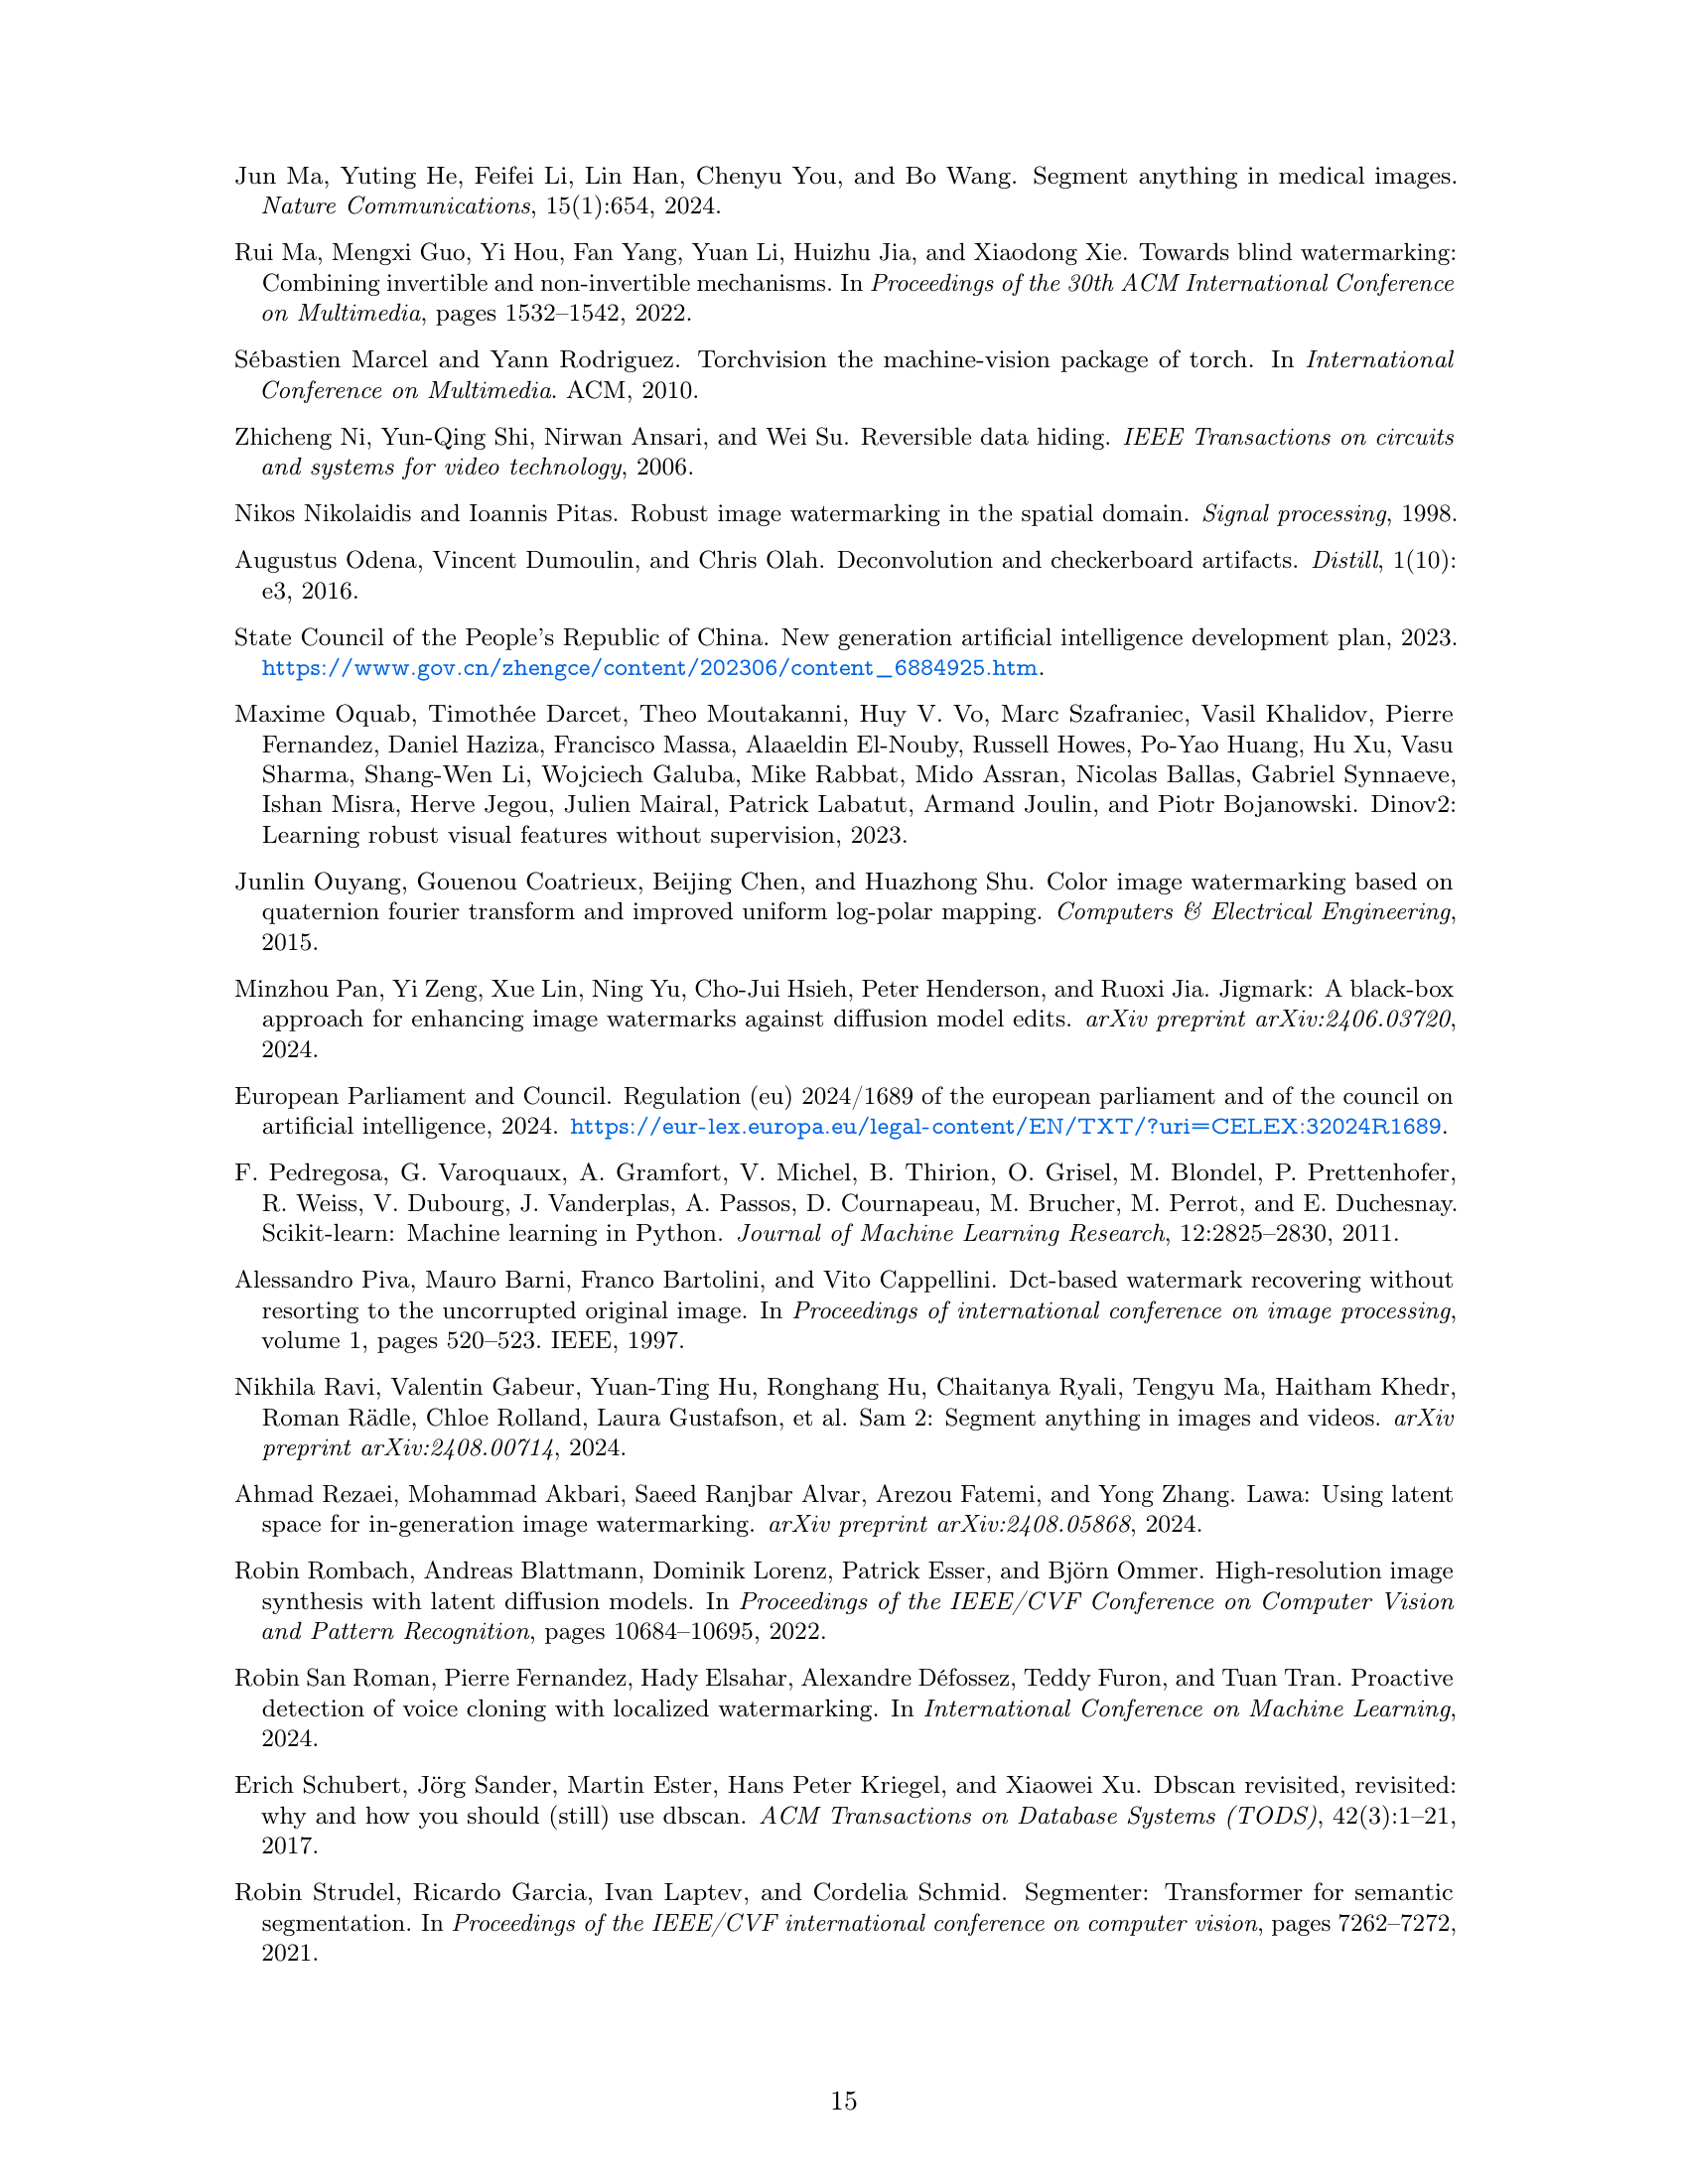 Jun Ma, Yuting He, Feifei Li, Lin Han, Chenyu You, and Bo Wang. Segment anything in medical images.
Nature Communications, 15(1):654, 2024.
Rui Ma, Mengxi Guo, Yi Hou, Fan Yang, Yuan Li, Huizhu Jia, and Xiaodong Xie. Towards blind watermarking:
Combining invertible and non-invertible mechanisms. In Proceedings of the 30th ACM International Conference
on Multimedia, pages 1532–1542, 2022.
Sébastien Marcel and Yann Rodriguez. Torchvision the machine-vision package of torch. In International
Conference on Multimedia. ACM, 2010.
Zhicheng Ni, Yun-Qing Shi, Nirwan Ansari, and Wei Su. Reversible data hiding. IEEE Transactions on circuits
and systems for video technology, 2006.
Nikos Nikolaidis and Ioannis Pitas. Robust image watermarking in the spatial domain. Signal processing, 1998.
Augustus Odena, Vincent Dumoulin, and Chris Olah. Deconvolution and checkerboard artifacts. Distill, 1(10):
e3, 2016.
State Council of the People's Republic of China. New generation artificial intelligence development plan, 2023.
https://www.gov.cn/zhengce/content/202306/content_6884925.htm.
Maxime Oquab, Timothée Darcet, Theo Moutakanni, Huy V. Vo, Marc Szafraniec, Vasil Khalidov, Pierre
Fernandez, Daniel Haziza, Francisco Massa, Alaaeldin El-Nouby, Russell Howes, Po-Yao Huang, Hu Xu, Vasu
Sharma, Shang-Wen Li, Wojciech Galuba, Mike Rabbat, Mido Assran, Nicolas Ballas, Gabriel Synnaeve,
Ishan Misra, Herve Jegou, Julien Mairal, Patrick Labatut, Armand Joulin, and Piotr Bojanowski. Dinov2:
Learning robust visual features without supervision, 2023.
Junlin Ouyang, Gouenou Coatrieux, Beijing Chen, and Huazhong Shu. Color image watermarking based on
quaternion fourier transform and improved uniform log-polar mapping. Computers & Electrical Engineering,
2015.
Minzhou Pan, Yi Zeng, Xue Lin, Ning Yu, Cho-Jui Hsieh, Peter Henderson, and Ruoxi Jia. Jigmark: A black-box
approach for enhancing image watermarks against diffusion model edits. arXiv preprint arXiv:2406.03720,
2024.
European Parliament and Council. Regulation (eu) 2024/1689 of the european parliament and of the council on
artificial intelligence, 2024. https://eur-lex.europa.eu/legal-content/EN/TXT/?uri=CELEX:32024R1689.
F. Pedregosa, G. Varoquaux, A. Gramfort, V. Michel, B. Thirion, O. Grisel, M. Blondel, P. Prettenhofer,
R. Weiss, V. Dubourg, J. Vanderplas, A. Passos, D. Cournapeau, M. Brucher, M. Perrot, and E. Duchesnay.
Scikit-learn: Machine learning in Python. Journal of Machine Learning Research, 12:2825–2830, 2011.
Alessandro Piva, Mauro Barni, Franco Bartolini, and Vito Cappellini. Dct-based watermark recovering without
resorting to the uncorrupted original image. In Proceedings of international conference on image processing,
volume 1, pages 520–523. IEEE, 1997.
Nikhila Ravi, Valentin Gabeur, Yuan-Ting Hu, Ronghang Hu, Chaitanya Ryali, Tengyu Ma, Haitham Khedr,
Roman Rädle, Chloe Rolland, Laura Gustafson, et al. Sam 2: Segment anything in images and videos. arXiv
preprint arXiv:2408.00714, 2024.
Ahmad Rezaei, Mohammad Akbari, Saeed Ranjbar Alvar, Arezou Fatemi, and Yong Zhang. Lawa: Using latent
space for in-generation image watermarking. arXiv preprint arXiv:2408.05868, 2024.
Robin Rombach, Andreas Blattmann, Dominik Lorenz, Patrick Esser, and Björn Ommer. High-resolution image
synthesis with latent diffusion models. In Proceedings of the IEEE/CVF Conference on Computer Vision
and Pattern Recognition, pages 10684–10695, 2022.
Robin San Roman, Pierre Fernandez, Hady Elsahar, Alexandre Défossez, Teddy Furon, and Tuan Tran. Proactive
detection of voice cloning with localized watermarking. In International Conference on Machine Learning,
2024.
Erich Schubert, Jörg Sander, Martin Ester, Hans Peter Kriegel, and Xiaowei Xu. Dbscan revisited, revisited:
why and how you should (still) use dbscan. ACM Transactions on Database Systems (TODS), 42(3):1–21,
2017.
Robin Strudel, Ricardo Garcia, Ivan Laptev, and Cordelia Schmid. Segmenter: Transformer for semantic
segmentation. In Proceedings of the IEEE/CVF international conference on computer vision, pages 7262–7272,
2021.
15